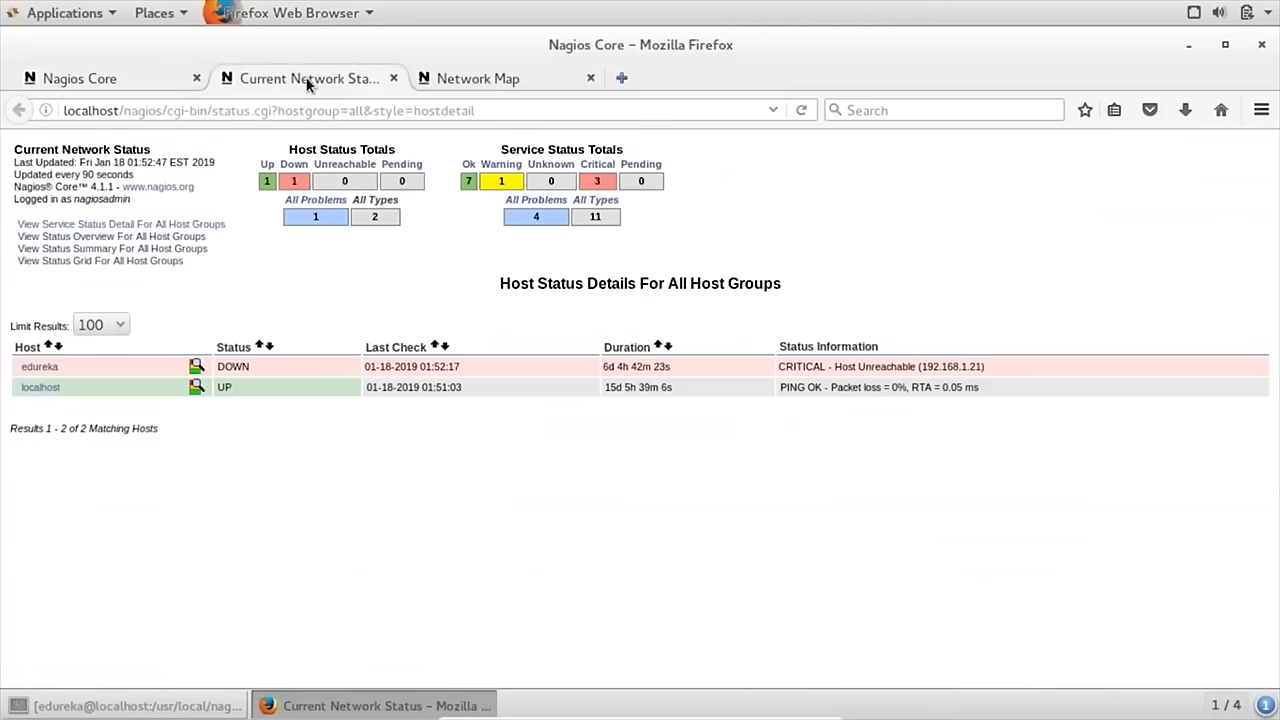 Applications Places Firefox Web Browser
Nagios Core – Mozilla Firefox
Nagios Core Current Network Sta... Network Map
localhost/nagios/cgi-bin/status.cgi?hostgroup=all&style=hostdetail Search
Current Network Status
Last Updated: Fri Jan 18 01:52:47 EST 2019
Updated every 90 seconds
Nagios® Core™ 4.1.1 - www.nagios.org
Logged in as nagiosadmin
View Service Status Detail For All Host Groups
View Status Overview For All Host Groups
View Status Summary For All Host Groups
View Status Grid For All Host Groups
Host Status Totals
Up Down Unreachable Pending
1 1 0 0
All Problems All Types
1 2
Service Status Totals
Ok Warning Unknown Critical Pending
7 1 0 3 0
All Problems All Types
4 11
Host Status Details For All Host Groups
Limit Results: 100
Host Status Last Check Duration Status Information
edureka DOWN 01-18-2019 01:52:17 6d 4h 42m 23s CRITICAL - Host Unreachable (192.168.1.21)
localhost UP 01-18-2019 01:51:03 15d 5h 39m 6s PING OK - Packet loss = 0%, RTA = 0.05 ms
Results 1 - 2 of 2 Matching Hosts
[edureka@localhost:/usr/local/nag... Current Network Status – Mozilla ... 1 / 4 1